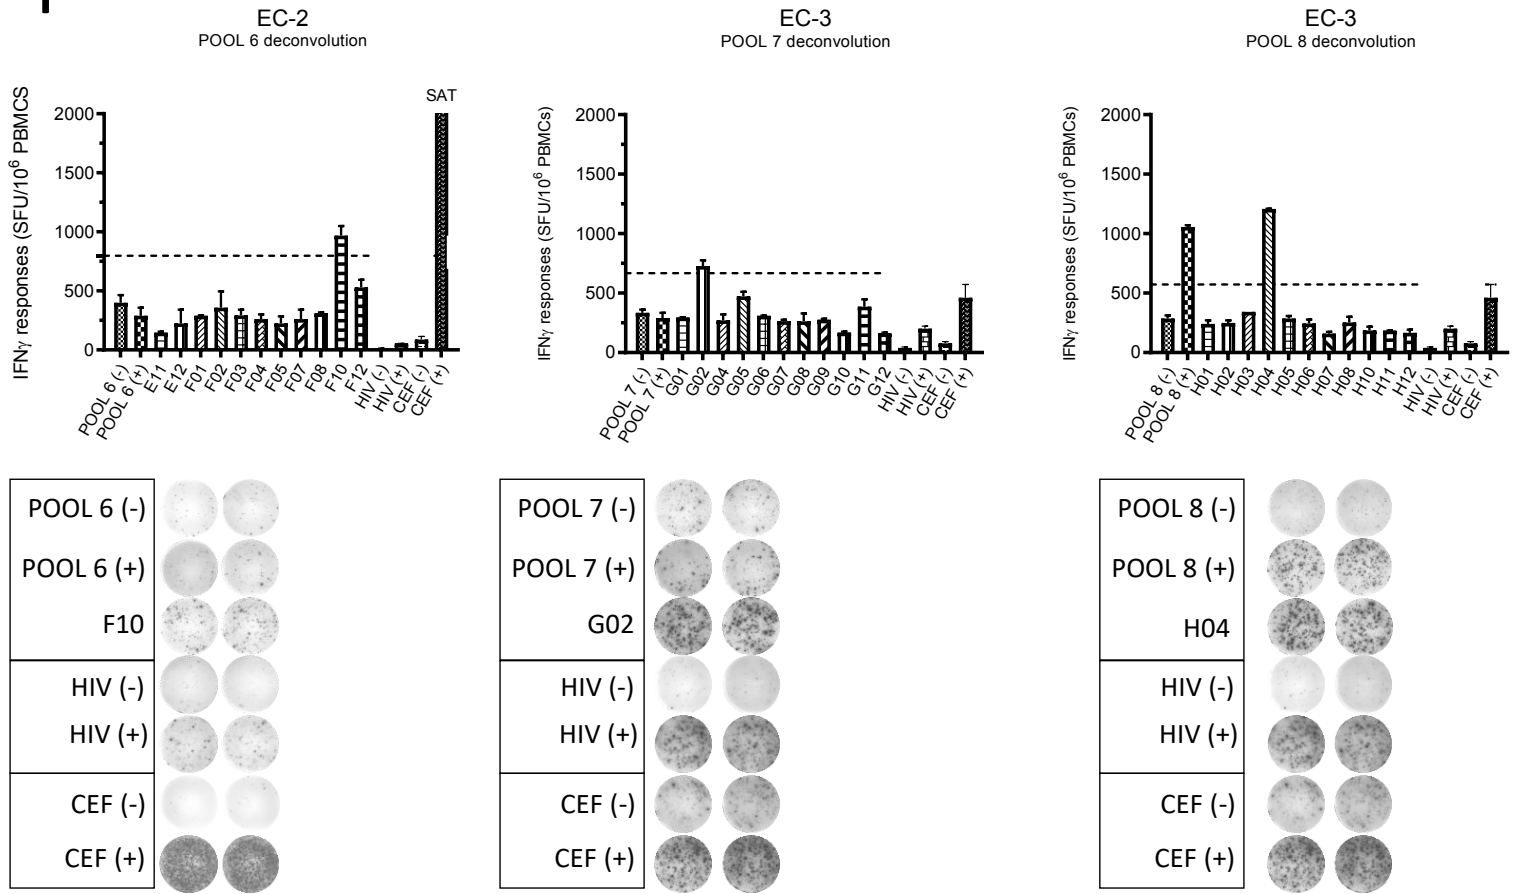 EC-2
POOL 6 deconvolution
IFNγ responses (SFU/10⁶ PBMCS)
2000
1500
1000
500
0
SAT
POOL 6 (-)
POOL 6 (+)
E11
E12
F01
F02
F03
F04
F05
F07
F08
F10
F12
HIV (-)
HIV (+)
CEF (-)
CEF (+)
EC-3
POOL 7 deconvolution
IFNγ responses (SFU/10⁶ PBMCs)
2000
1500
1000
500
0
POOL 7 (-)
POOL 7 (+)
G01
G02
G04
G05
G06
G07
G08
G09
G10
G11
G12
HIV (-)
HIV (+)
CEF (-)
CEF (+)
EC-3
POOL 8 deconvolution
IFNγ responses (SFU/10⁶ PBMCs)
2000
1500
1000
500
0
POOL 8 (-)
POOL 8 (+)
H01
H02
H03
H04
H05
H06
H07
H08
H10
H11
H12
HIV (-)
HIV (+)
CEF (-)
CEF (+)
POOL 6 (-)
POOL 6 (+)
F10
HIV (-)
HIV (+)
CEF (-)
CEF (+)
POOL 7 (-)
POOL 7 (+)
G02
HIV (-)
HIV (+)
CEF (-)
CEF (+)
POOL 8 (-)
POOL 8 (+)
H04
HIV (-)
HIV (+)
CEF (-)
CEF (+)